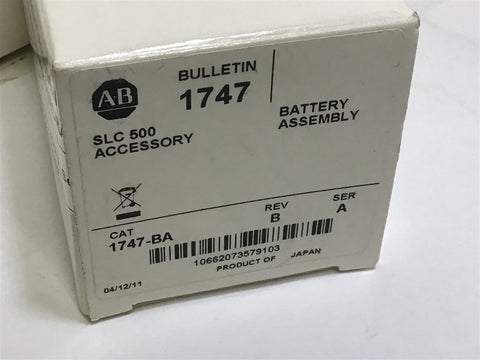 AB
BULLETIN
1747
SLC 500
ACCESSORY
BATTERY
ASSEMBLY
CAT
1747-BA
REV
B
SER
A
10662073579103
PRODUCT OF JAPAN
04/12/11